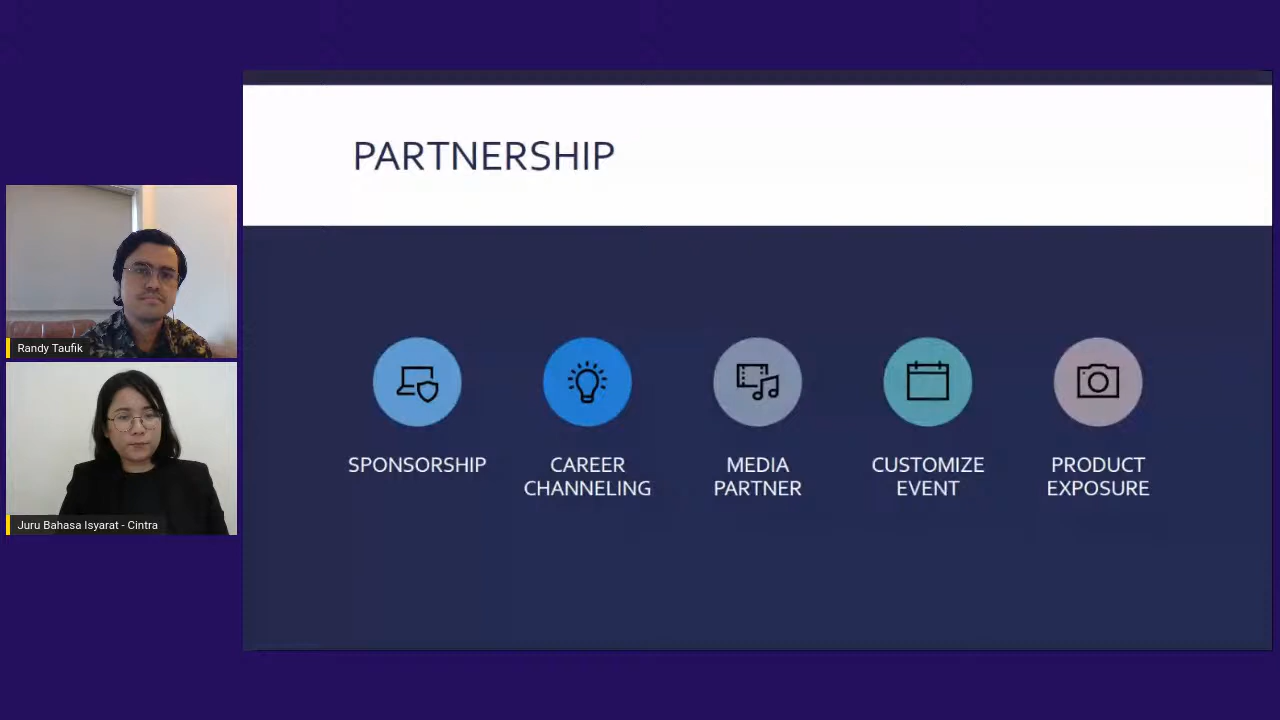 PARTNERSHIP
Randy Taufik
Juru Bahasa Isyarat - Cintra
SPONSORSHIP
CAREER
CHANNELING
MEDIA
PARTNER
CUSTOMIZE
EVENT
PRODUCT
EXPOSURE